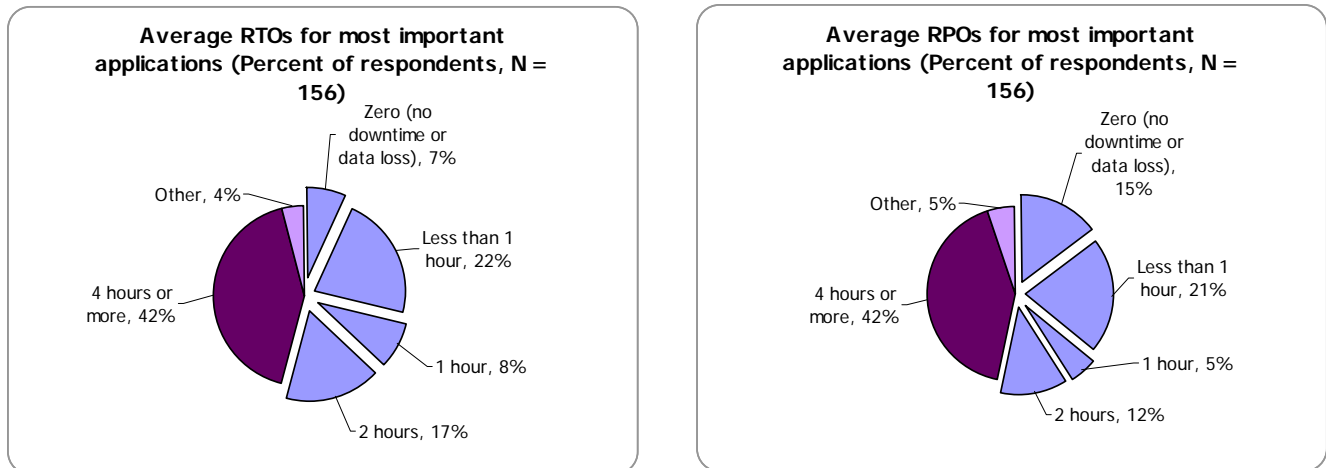 Average RTOs for most important
applications (Percent of respondents, N =
156)
Zero (no
downtime or
data loss), 7%
Other, 4%
Less than 1
hour, 22%
4 hours or
more, 42%
1 hour, 8%
2 hours, 17%
Average RPOs for most important
applications (Percent of respondents, N =
156)
Zero (no
downtime or
data loss),
15%
Other, 5%
Less than 1
hour, 21%
4 hours or
more, 42%
1 hour, 5%
2 hours, 12%